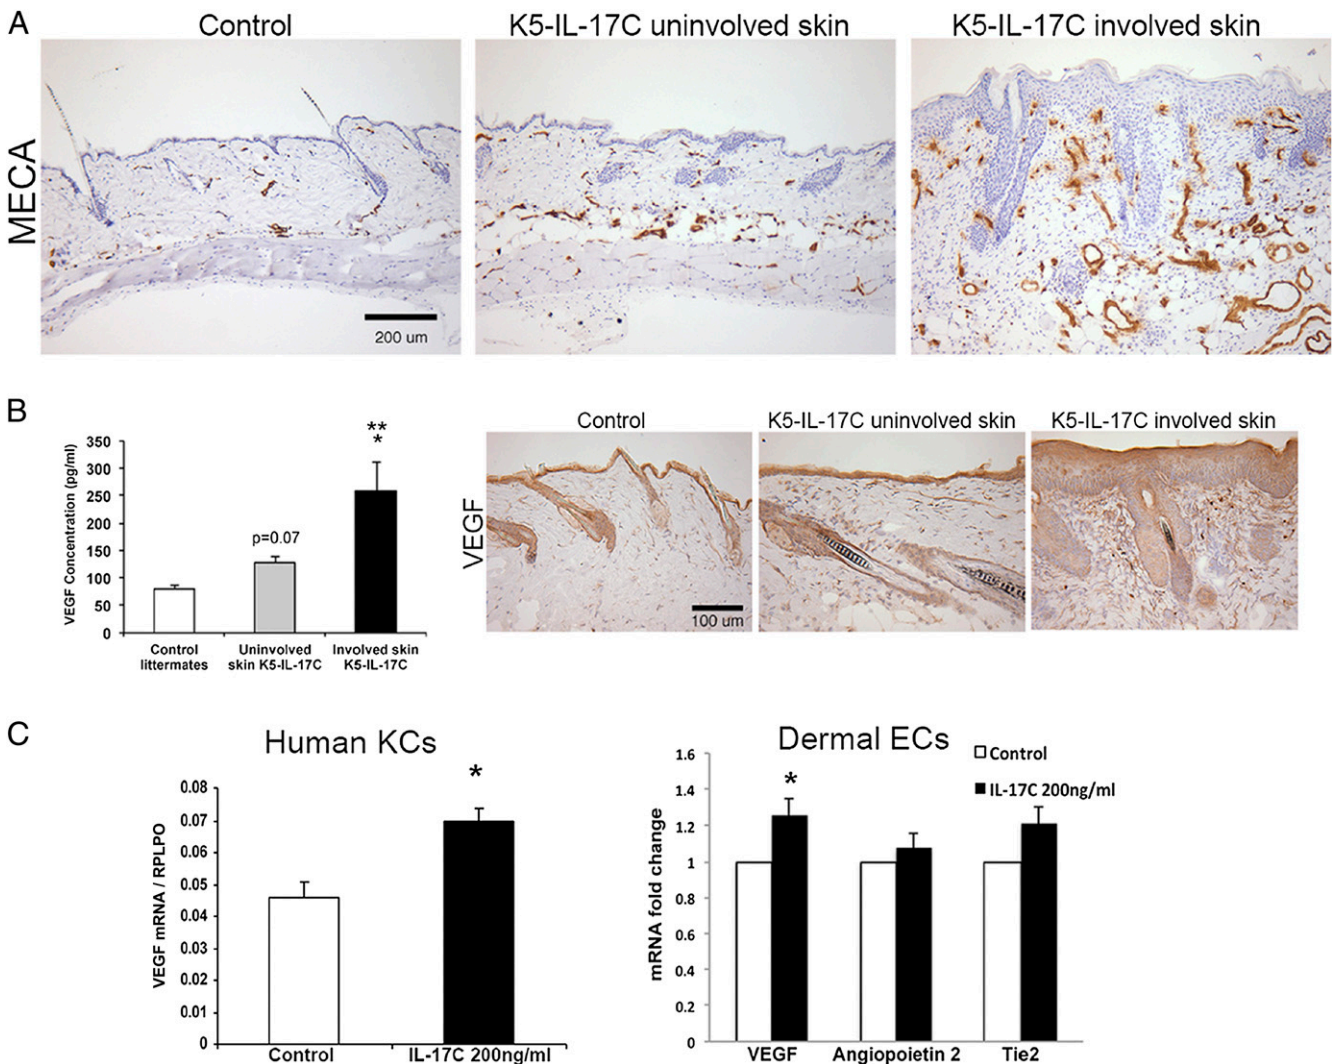 A
Control
K5-IL-17C uninvolved skin
K5-IL-17C involved skin
MECA
200 um
B
VEGF Concentration (pg/ml)
350
300
250
200
150
100
50
0
p=0.07
**
*
Control
littermates
Uninvolved
skin K5-IL-17C
Involved skin
K5-IL-17C
Control
K5-IL-17C uninvolved skin
K5-IL-17C involved skin
VEGF
100 um
C
Human KCs
VEGF mRNA / RPLPO
0.08
0.07
0.06
0.05
0.04
0.03
0.02
0.01
0
*
Control
IL-17C 200ng/ml
Dermal ECs
Control
IL-17C 200ng/ml
mRNA fold change
1.6
1.4
1.2
1
0.8
0.6
0.4
0.2
0
*
VEGF
Angiopoietin 2
Tie2